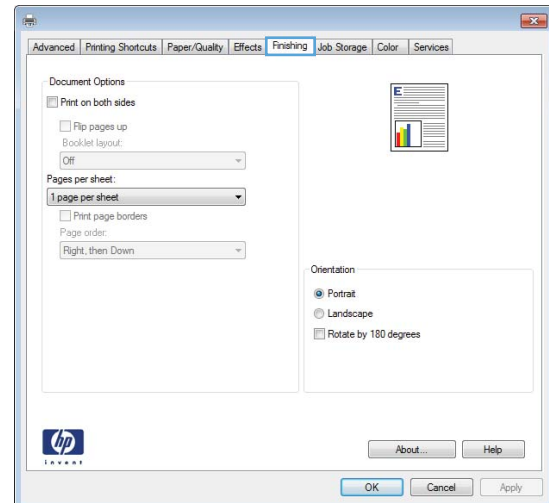 Advanced Printing Shortcuts Paper/Quality Effects Finishing Job Storage Color Services
Document Options
Print on both sides
Flip pages up
Booklet layout:
Off
Pages per sheet:
1 page per sheet
Print page borders
Page order:
Right, then Down
E
Orientation
Portrait
Landscape
Rotate by 180 degrees
hp
invent
About... Help
OK Cancel Apply